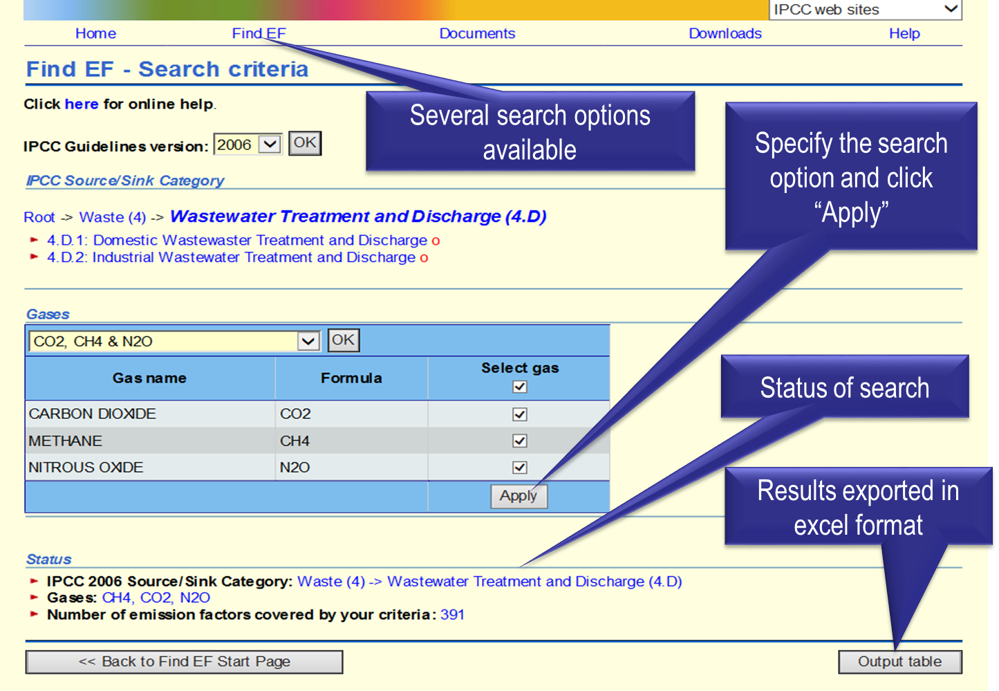 IPCC web sites
Home Find EF Documents Downloads Help
Find EF - Search criteria
Click here for online help.
Several search options
available
Specify the search
option and click
“Apply”
IPCC Guidelines version: 2006 OK
IPCC Source/Sink Category
Root -> Waste (4) -> Wastewater Treatment and Discharge (4.D)
4.D.1: Domestic Wastewaster Treatment and Discharge o
4.D.2: Industrial Wastewater Treatment and Discharge o
Gases
CO2, CH4 & N2O OK
Gas name Formula Select gas
CARBON DIOXIDE CO2
METHANE CH4
NITROUS OXIDE N2O
Apply
Status of search
Results exported in
excel format
Status
IPCC 2006 Source/Sink Category: Waste (4) -> Wastewater Treatment and Discharge (4.D)
Gases: CH4, CO2, N2O
Number of emission factors covered by your criteria: 391
<< Back to Find EF Start Page Output table